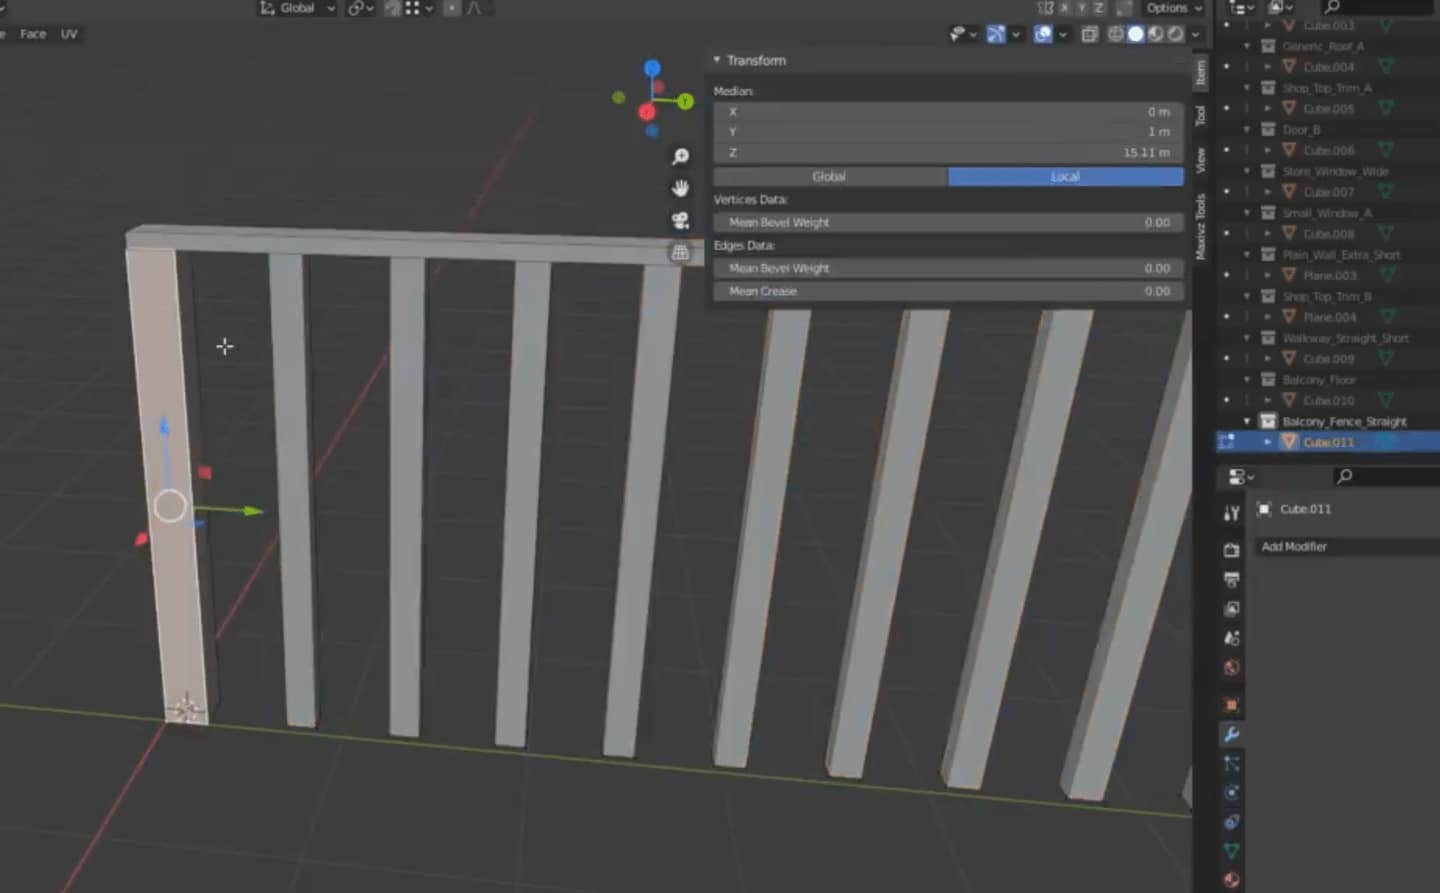 Global
X Y Z
Options
Face UV
Transform
Item
Tool
View
Maxivz Tools
Median:
X 0 m
Y 1 m
Z 15.11 m
Global Local
Vertices Data:
Mean Bevel Weight 0.00
Edges Data:
Mean Bevel Weight 0.00
Mean Crease 0.00
Y
Cube.003
Generic_Roof_A
Cube.004
Shop_Top_Trim_A
Cube.005
Door_B
Cube.006
Store_Window_Wide
Cube.007
Small_Window_A
Cube.008
Plain_Wall_Extra_Short
Plane.003
Shop_Top_Trim_B
Plane.004
Walkway_Straight_Short
Cube.009
Balcony_Floor
Cube.010
Balcony_Fence_Straight
Cube.011
Cube.011
Add Modifier